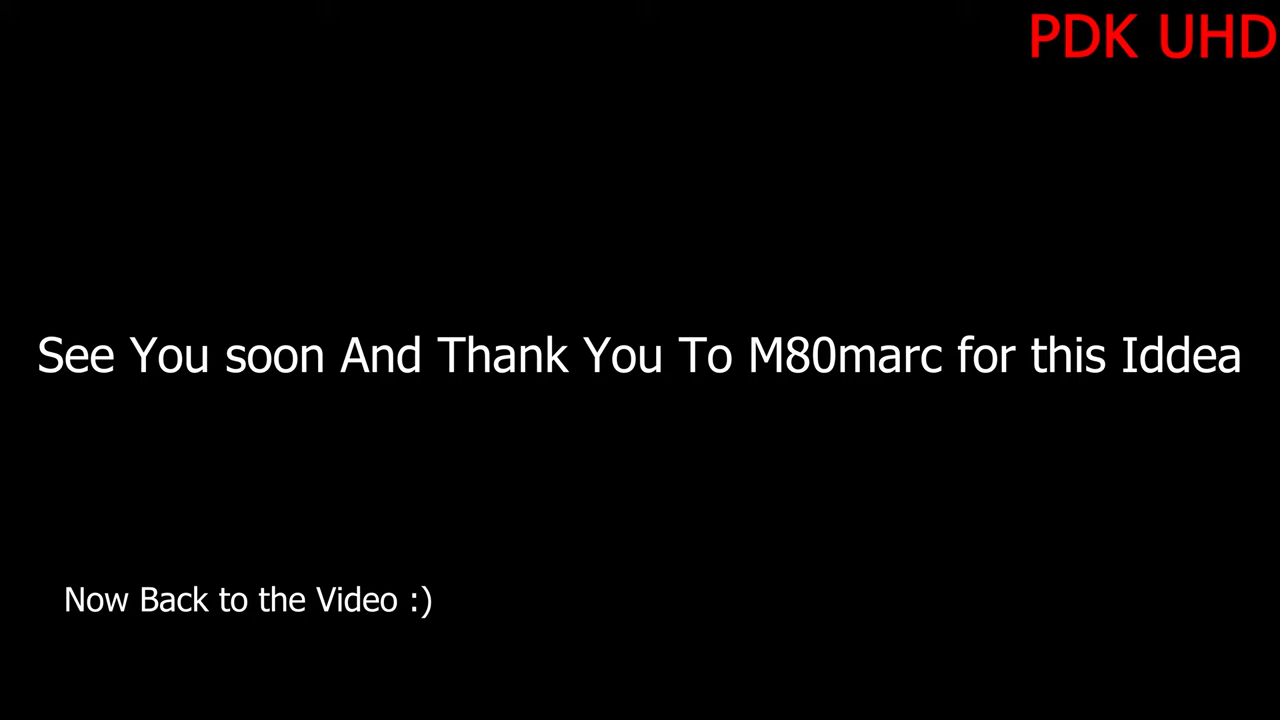 PDK UHD
See You soon And Thank You To M80marc for this Iddea
Now Back to the Video :)